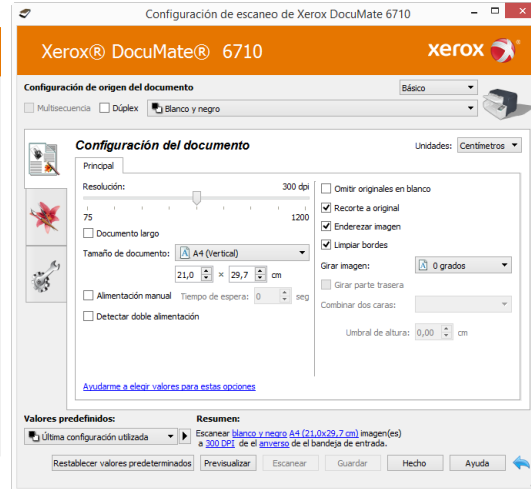 Configuración de escaneo de Xerox DocuMate 6710
Xerox® DocuMate® 6710
xerox
Configuración de origen del documento
Básico
Multisecuencia
Dúplex
Blanco y negro
Configuración del documento
Unidades: Centímetros
Principal
Resolución: 300 dpi
75 1200
Documento largo
Tamaño de documento: A4 (Vertical)
21,0 × 29,7 cm
Alimentación manual Tiempo de espera: 0 seg
Detectar doble alimentación
Omitir originales en blanco
Recorte a original
Enderezar imagen
Limpiar bordes
Girar imagen: 0 grados
Girar parte trasera
Combinar dos caras:
Umbral de altura: 0,00 cm
Ayudarme a elegir valores para estas opciones
Valores predefinidos:
Última configuración utilizada
Resumen:
Escanear blanco y negro A4 (21,0x29,7 cm) imagen(es)
a 300 DPI de el anverso de el bandeja de entrada.
Restablecer valores predeterminados Previsualizar Escanear Guardar Hecho Ayuda